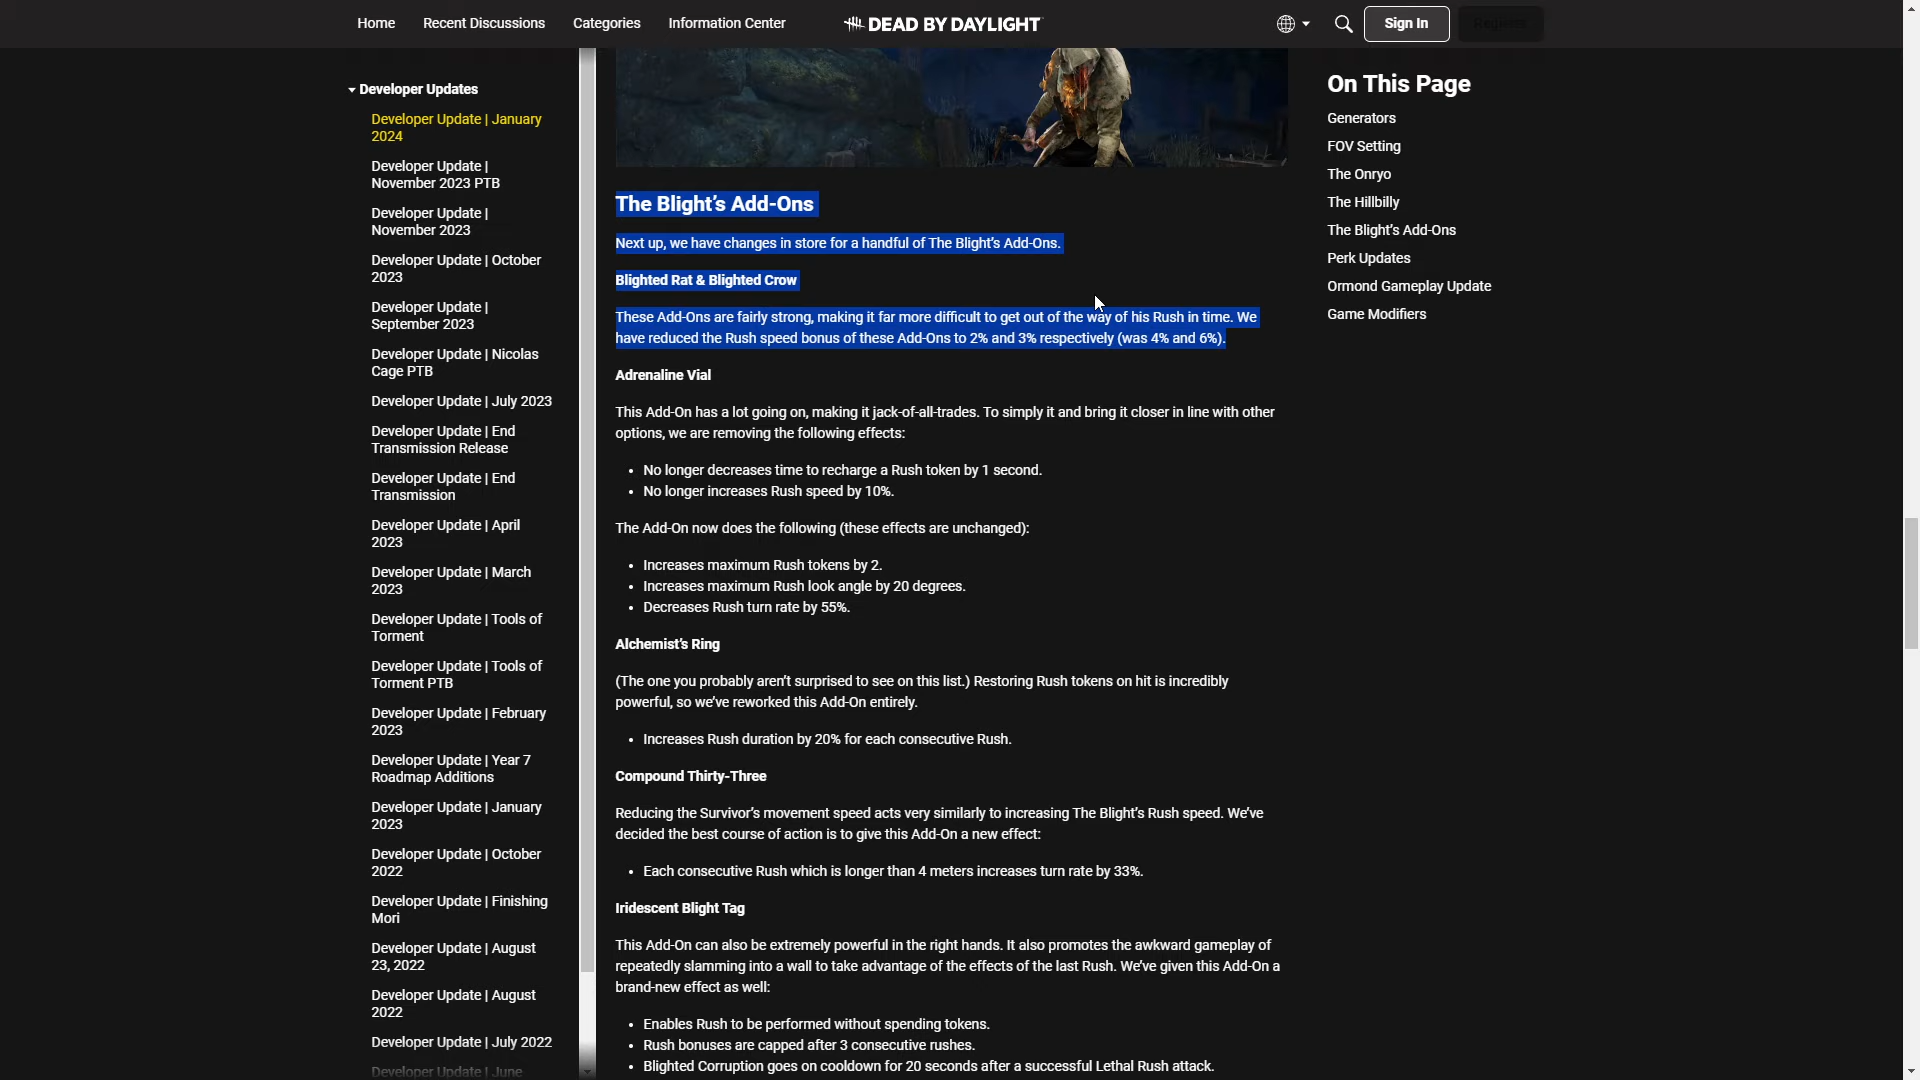 Home Recent Discussions Categories Information Center DEAD BY DAYLIGHT Sign In Register
Developer Updates
Developer Update | January
2024
Developer Update |
November 2023 PTB
Developer Update |
November 2023
Developer Update | October
2023
Developer Update |
September 2023
Developer Update | Nicolas
Cage PTB
Developer Update | July 2023
Developer Update | End
Transmission Release
Developer Update | End
Transmission
Developer Update | April
2023
Developer Update | March
2023
Developer Update | Tools of
Torment
Developer Update | Tools of
Torment PTB
Developer Update | February
2023
Developer Update | Year 7
Roadmap Additions
Developer Update | January
2023
Developer Update | October
2022
Developer Update | Finishing
Mori
Developer Update | August
23, 2022
Developer Update | August
2022
Developer Update | July 2022
Developer Update | June
The Blight's Add-Ons
Next up, we have changes in store for a handful of The Blight's Add-Ons.
Blighted Rat & Blighted Crow
These Add-Ons are fairly strong, making it far more difficult to get out of the way of his Rush in time. We
have reduced the Rush speed bonus of these Add-Ons to 2% and 3% respectively (was 4% and 6%).
Adrenaline Vial
This Add-On has a lot going on, making it jack-of-all-trades. To simply it and bring it closer in line with other
options, we are removing the following effects:
• No longer decreases time to recharge a Rush token by 1 second.
• No longer increases Rush speed by 10%.
The Add-On now does the following (these effects are unchanged):
• Increases maximum Rush tokens by 2.
• Increases maximum Rush look angle by 20 degrees.
• Decreases Rush turn rate by 55%.
Alchemist's Ring
(The one you probably aren't surprised to see on this list.) Restoring Rush tokens on hit is incredibly
powerful, so we've reworked this Add-On entirely.
• Increases Rush duration by 20% for each consecutive Rush.
Compound Thirty-Three
Reducing the Survivor's movement speed acts very similarly to increasing The Blight's Rush speed. We've
decided the best course of action is to give this Add-On a new effect:
• Each consecutive Rush which is longer than 4 meters increases turn rate by 33%.
Iridescent Blight Tag
This Add-On can also be extremely powerful in the right hands. It also promotes the awkward gameplay of
repeatedly slamming into a wall to take advantage of the effects of the last Rush. We've given this Add-On a
brand-new effect as well:
• Enables Rush to be performed without spending tokens.
• Rush bonuses are capped after 3 consecutive rushes.
• Blighted Corruption goes on cooldown for 20 seconds after a successful Lethal Rush attack.
On This Page
Generators
FOV Setting
The Onryo
The Hillbilly
The Blight's Add-Ons
Perk Updates
Ormond Gameplay Update
Game Modifiers